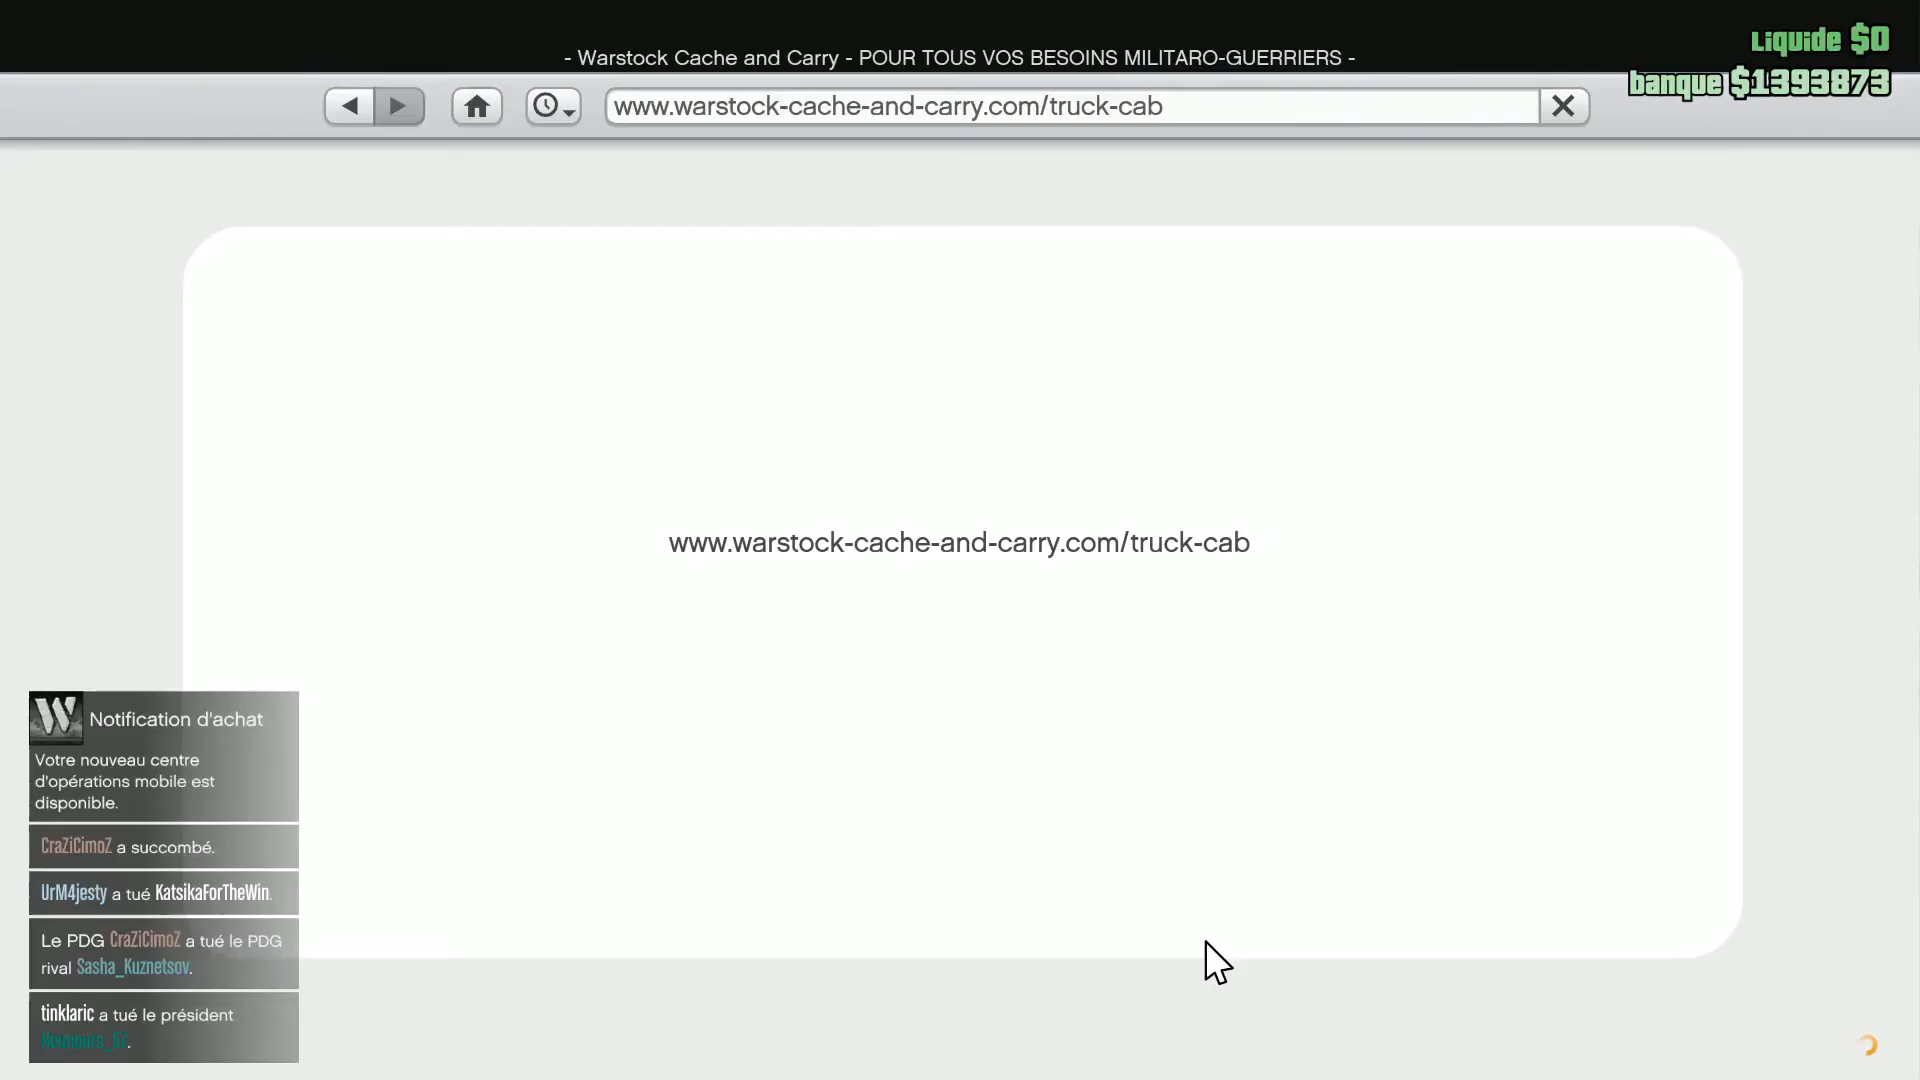 - Warstock Cache and Carry - POUR TOUS VOS BESOINS MILITARO-GUERRIERS -
Liquide $0
banque $1393873
www.warstock-cache-and-carry.com/truck-cab
www.warstock-cache-and-carry.com/truck-cab
W Notification d'achat
Votre nouveau centre
d'opérations mobile est
disponible.
CraZiCimoZ a succombé.
UrM4jesty a tué KatsikaForTheWin.
Le PDG CraZiCimoZ a tué le PDG
rival Sasha_Kuznetsov.
tinklaric a tué le président